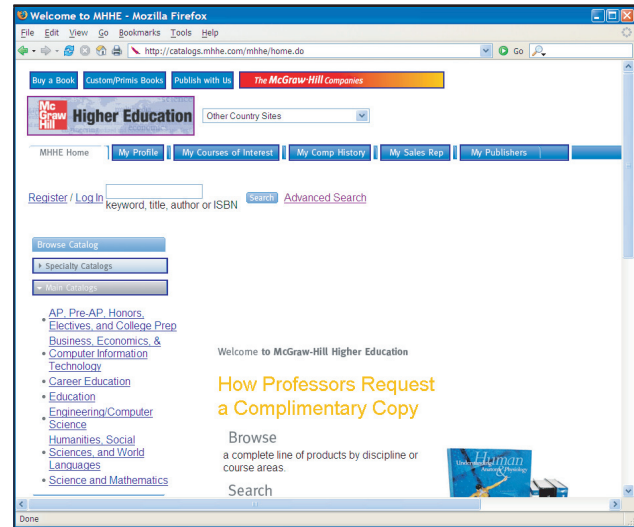 Welcome to MHHE - Mozilla Firefox
File Edit View Go Bookmarks Tools Help
http://catalogs.mhhe.com/mhhe/home.do Go
Buy a Book Custom/Primis Books Publish with Us The McGraw·Hill Companies
Mc
Graw
Hill
Higher Education Other Country Sites
MHHE Home My Profile My Courses of Interest My Comp History My Sales Rep My Publishers
Register / Log In Search Advanced Search
keyword, title, author or ISBN
Browse Catalog
Specialty Catalogs
Main Catalogs
AP, Pre-AP, Honors,
Electives, and College Prep
Business, Economics, &
Computer Information
Technology
Career Education
Education
Engineering/Computer
Science
Humanities, Social
Sciences, and World
Languages
Science and Mathematics
Welcome to McGraw-Hill Higher Education
How Professors Request
a Complimentary Copy
Browse
a complete line of products by discipline or
course areas.
Search
Understanding Human
Anatomy & Physiology
Done